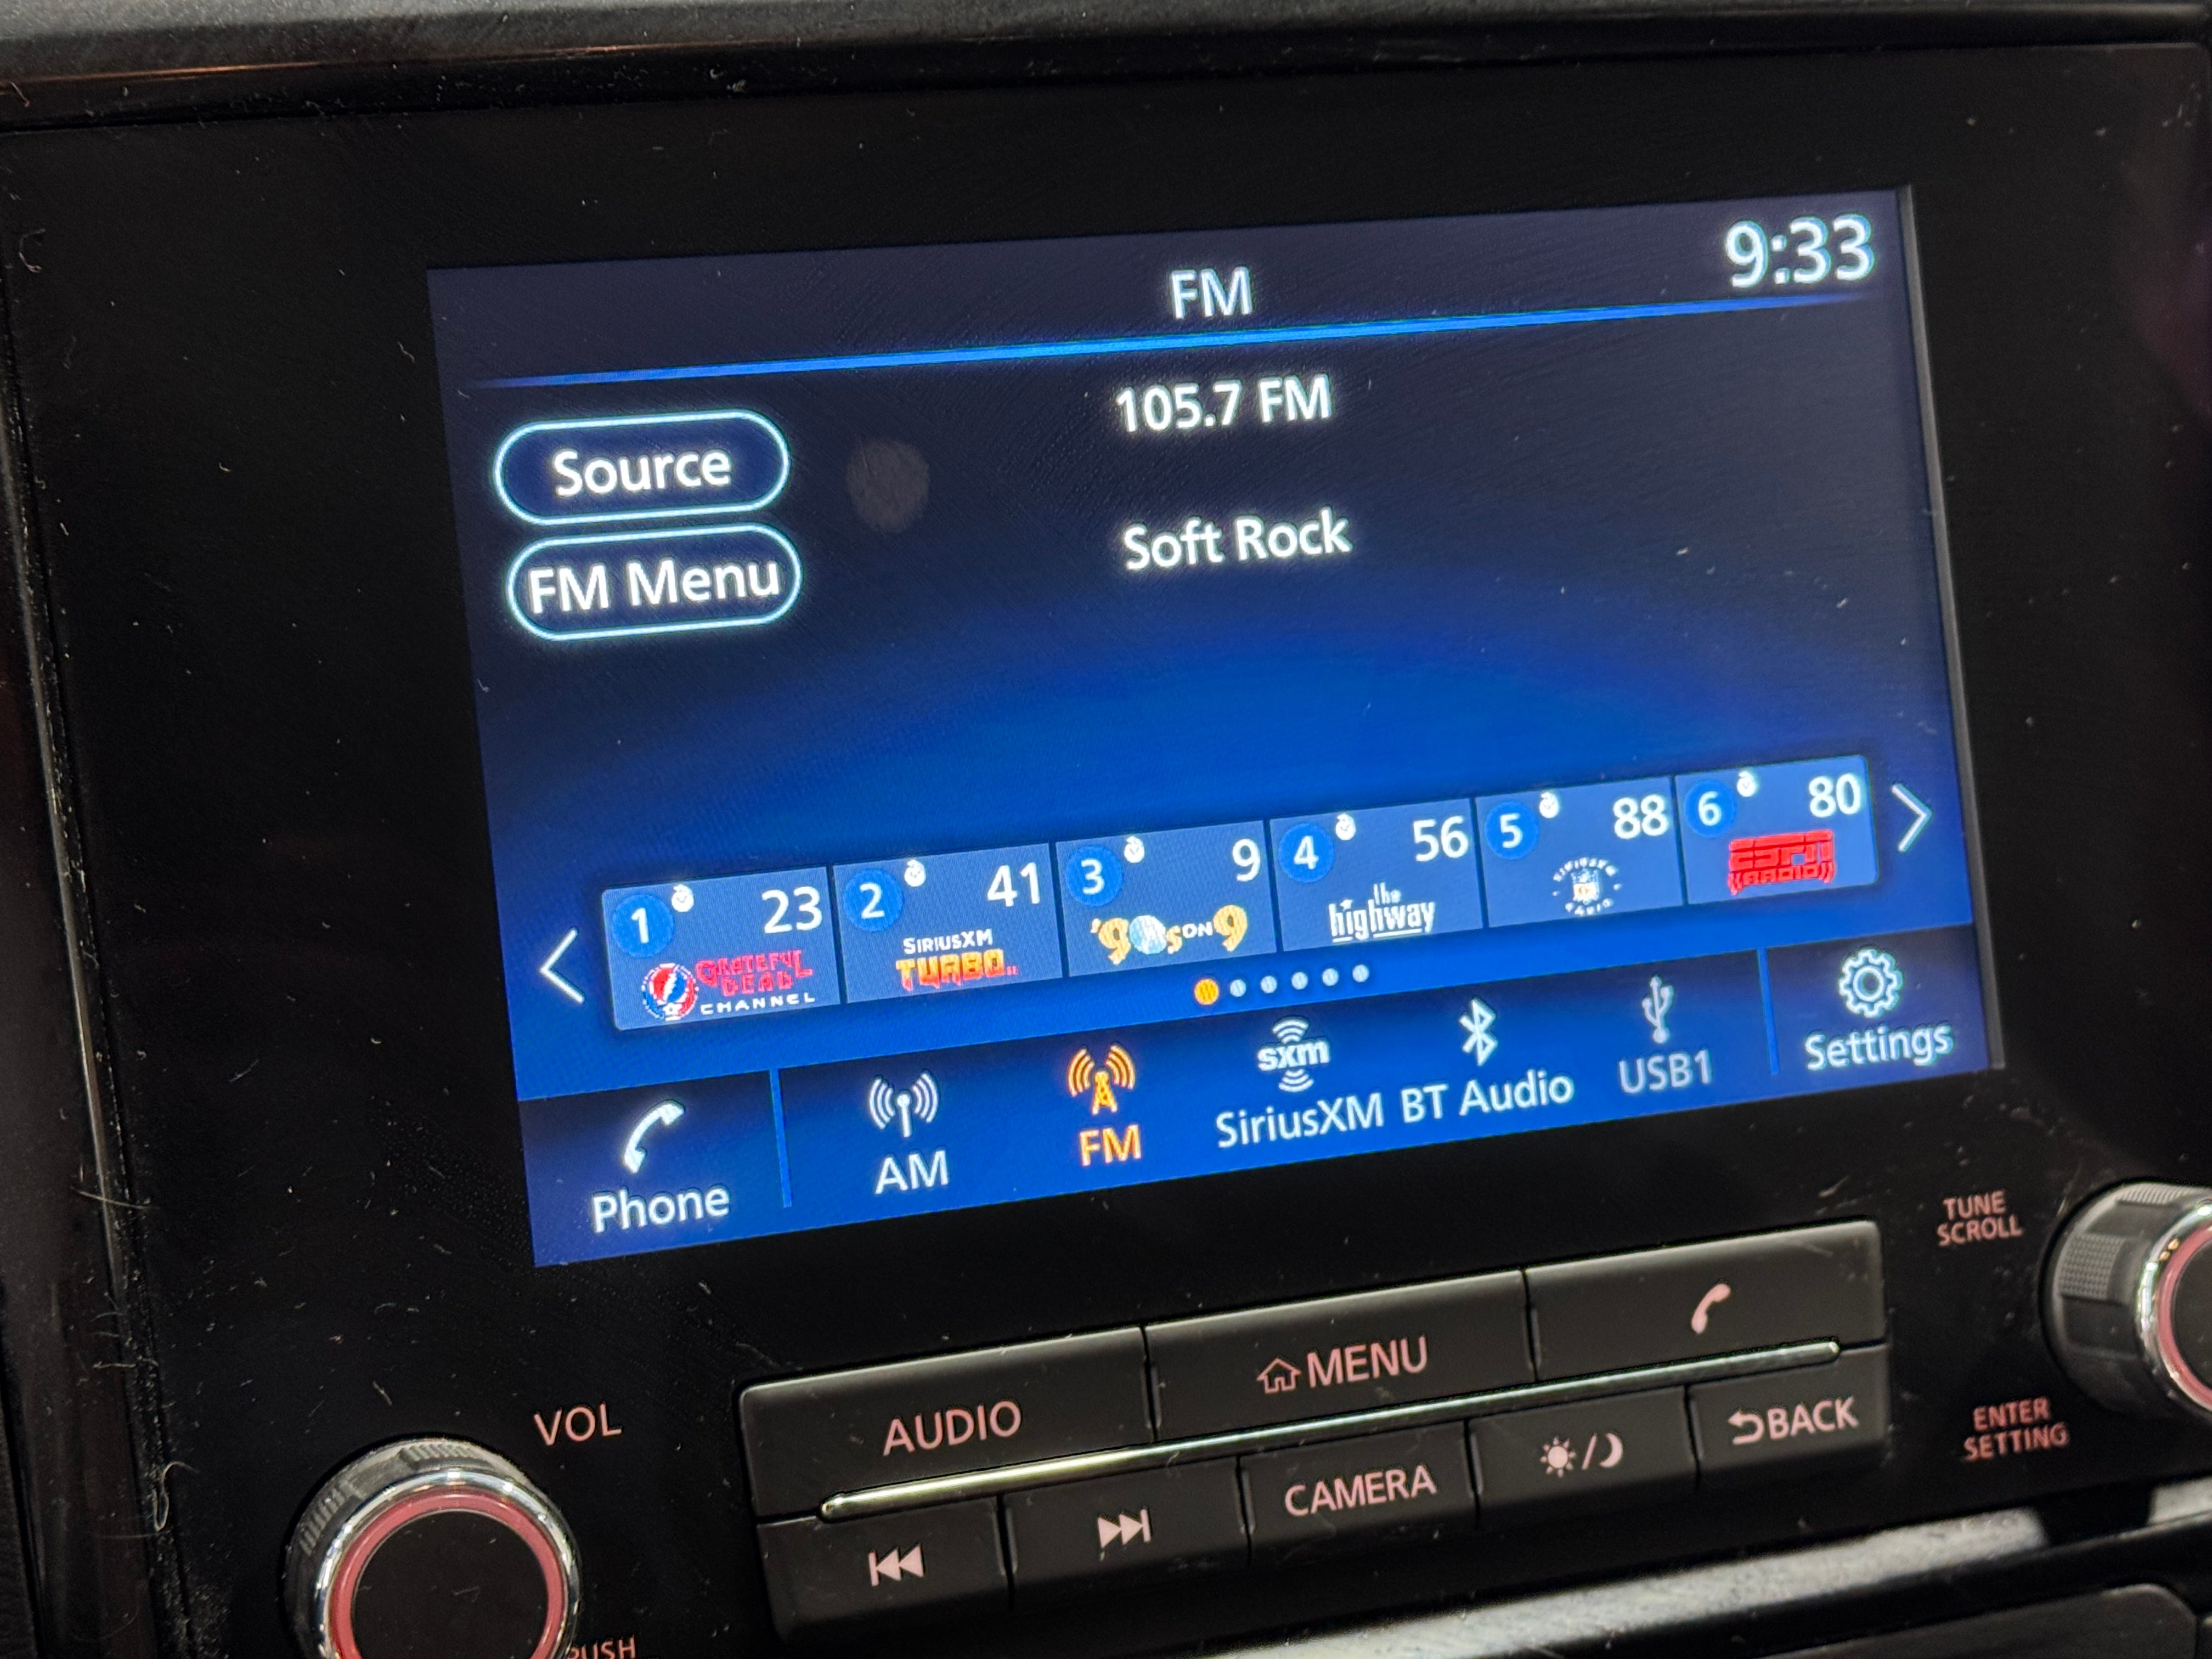 FM
9:33
105.7 FM
Source
Soft Rock
FM Menu
1 23
GRATEFUL
DEAD
CHANNEL
2 41
SIRIUSXM
TURBO
3 9
'90s ON 9
4 56
the
highway
5 88
RADIO
6 80
ESPN
RADIO
Phone
AM
FM
sxm
SiriusXM
BT Audio
USB1
Settings
TUNE
SCROLL
VOL
AUDIO
MENU
BACK
CAMERA
ENTER
SETTING
PUSH